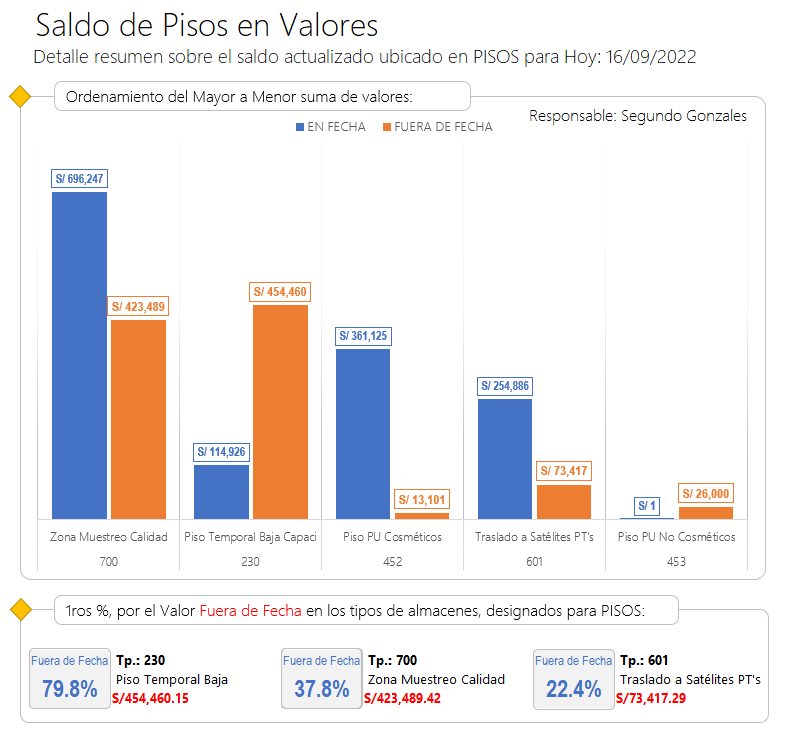 Saldo de Pisos en Valores
Detalle resumen sobre el saldo actualizado ubicado en PISOS para Hoy: 16/09/2022
Ordenamiento del Mayor a Menor suma de valores:
Responsable: Segundo Gonzales
EN FECHA FUERA DE FECHA
S/ 696,247
S/ 423,489
S/ 114,926
S/ 454,460
S/ 361,125
S/ 13,101
S/ 254,886
S/ 73,417
S/ 1
S/ 26,000
Zona Muestreo Calidad Piso Temporal Baja Capaci Piso PU Cosméticos Traslado a Satélites PT's Piso PU No Cosméticos
700 230 452 601 453
1ros %, por el Valor Fuera de Fecha en los tipos de almacenes, designados para PISOS:
Fuera de Fecha
79.8%
Tp.: 230
Piso Temporal Baja
S/454,460.15
Fuera de Fecha
37.8%
Tp.: 700
Zona Muestreo Calidad
S/423,489.42
Fuera de Fecha
22.4%
Tp.: 601
Traslado a Satélites PT's
S/73,417.29